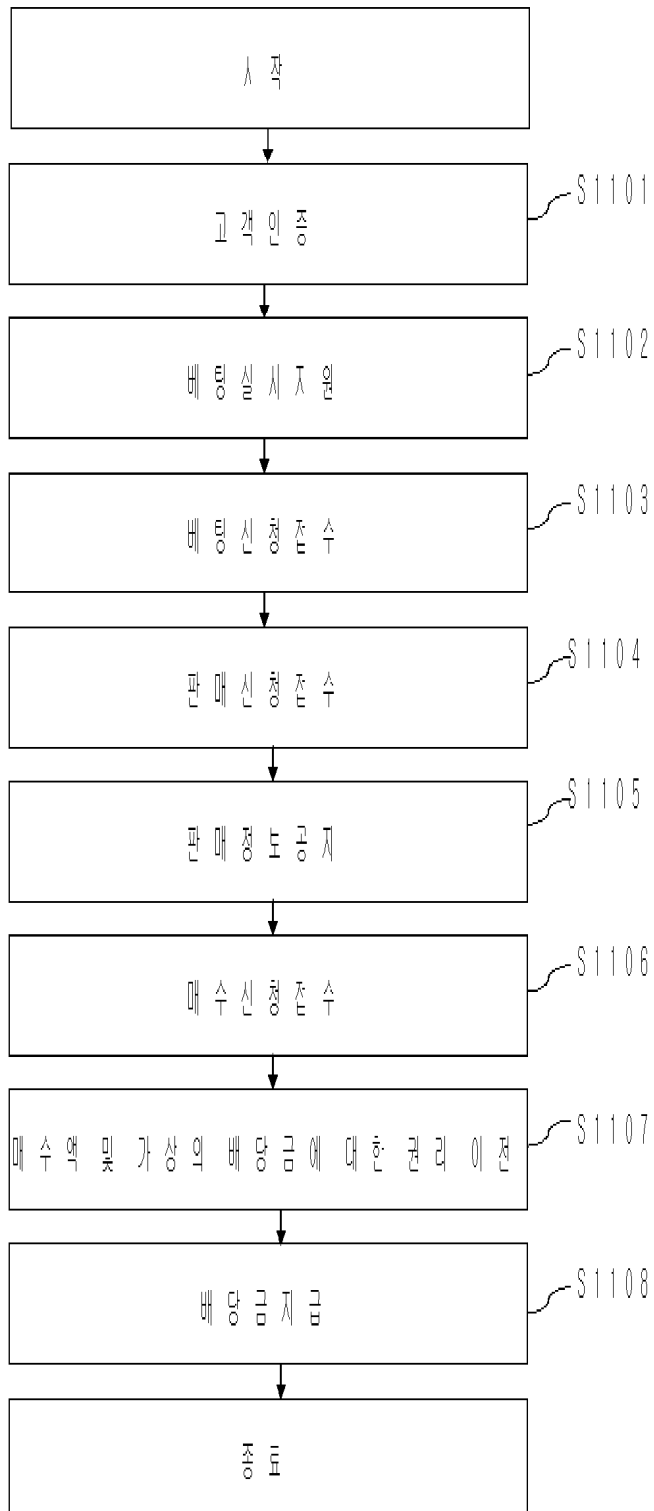 시작
고객인증
S1101
베팅실시지원
S1102
베팅신청접수
S1103
판매신청접수
S1104
판매정보공지
S1105
매수신청접수
S1106
매수액 및 가상의 배당금에 대한 권리 이전
S1107
배당금지급
S1108
종료